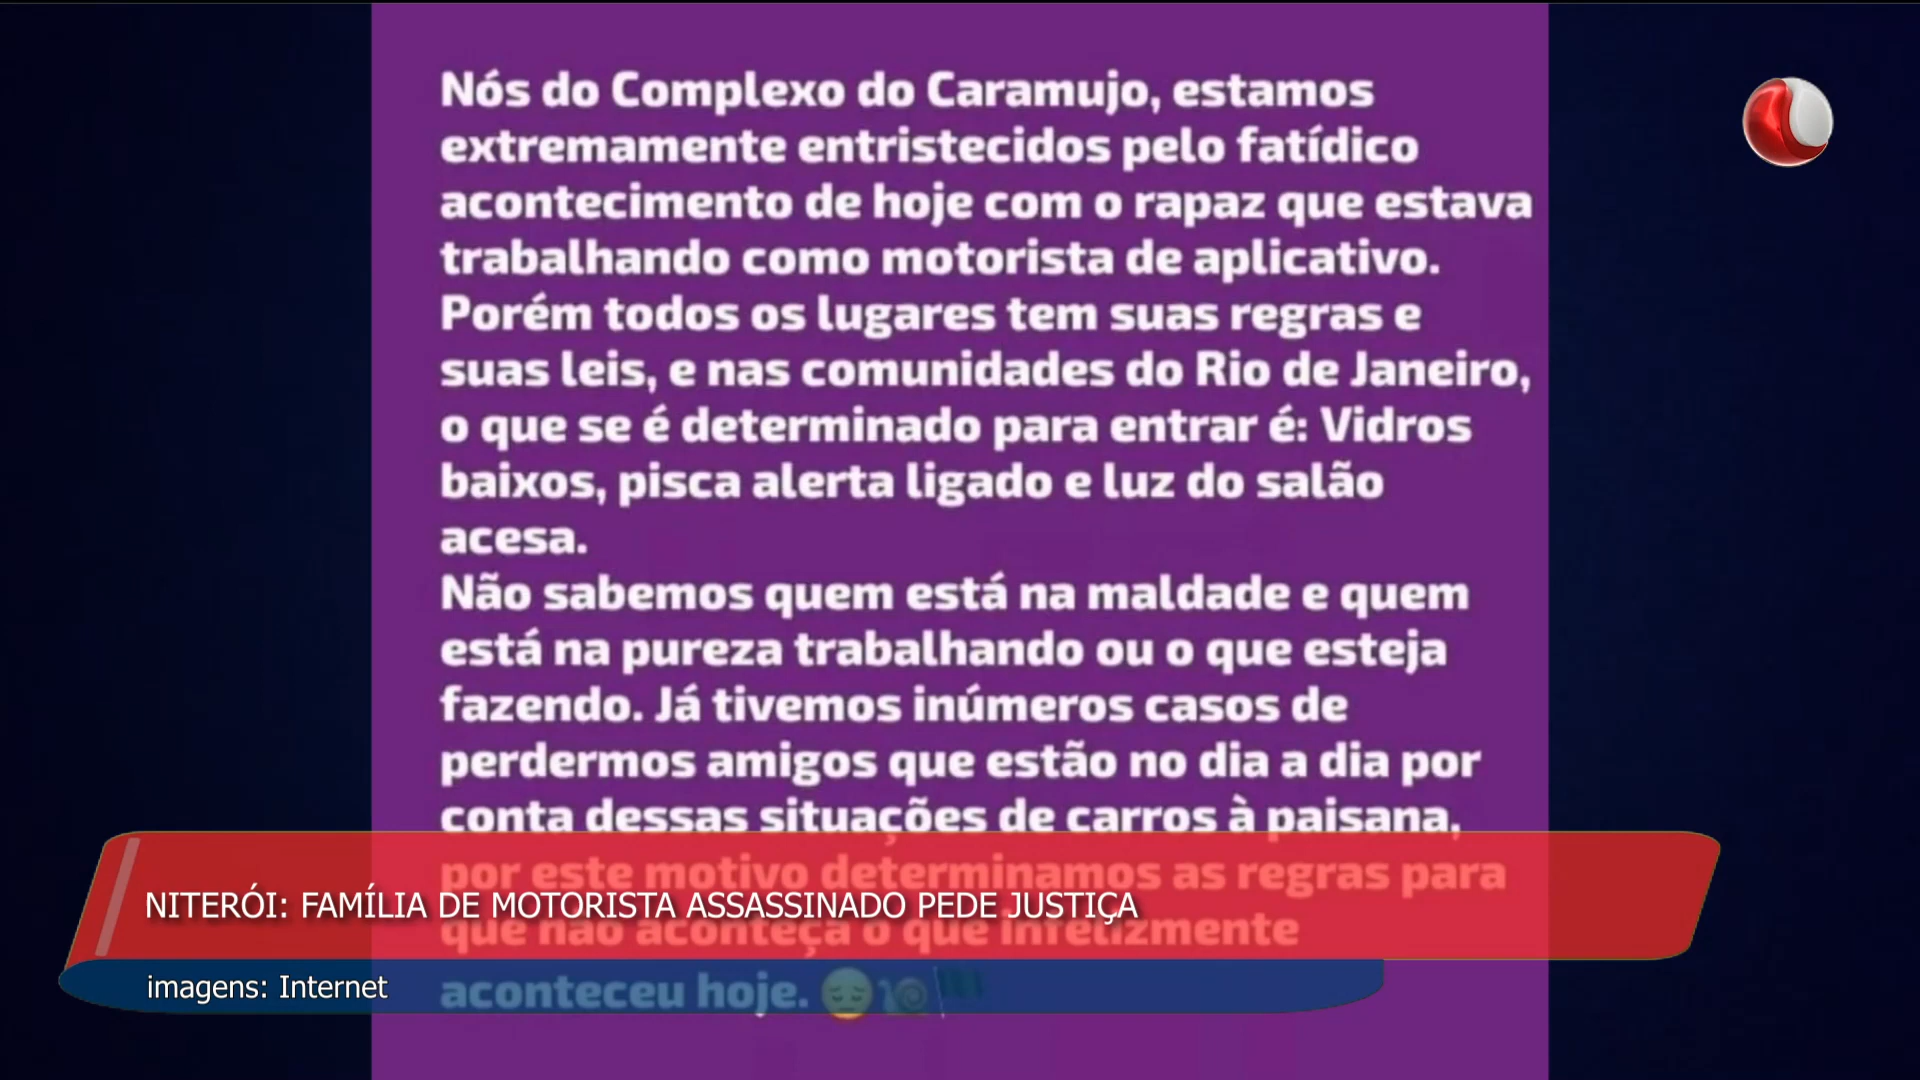 Nós do Complexo do Caramujo, estamos
extremamente entristecidos pelo fatídico
acontecimento de hoje com o rapaz que estava
trabalhando como motorista de aplicativo.
Porém todos os lugares tem suas regras e
suas leis, e nas comunidades do Rio de Janeiro,
o que se é determinado para entrar é: Vidros
baixos, pisca alerta ligado e luz do salão
acesa.
Não sabemos quem está na maldade e quem
está na pureza trabalhando ou o que esteja
fazendo. Já tivemos inúmeros casos de
perdermos amigos que estão no dia a dia por
conta dessas situações de carros à paisana,
por este motivo determinamos as regras para
que não aconteça o que infelizmente
aconteceu hoje. 😔🐌
NITERÓI: FAMÍLIA DE MOTORISTA ASSASSINADO PEDE JUSTIÇA
imagens: Internet